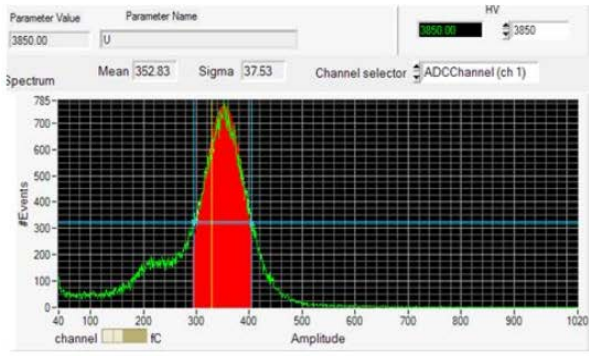 Parameter Value Parameter Name HV
3850.00 U 3850.00 3850
Spectrum Mean 352.83 Sigma 37.53 Channel selector ADCChannel (ch 1)
785
700
600
500
400
300
200
100
0
#Events
40 100 200 300 400 500 600 700 800 900 1020
channel fC Amplitude